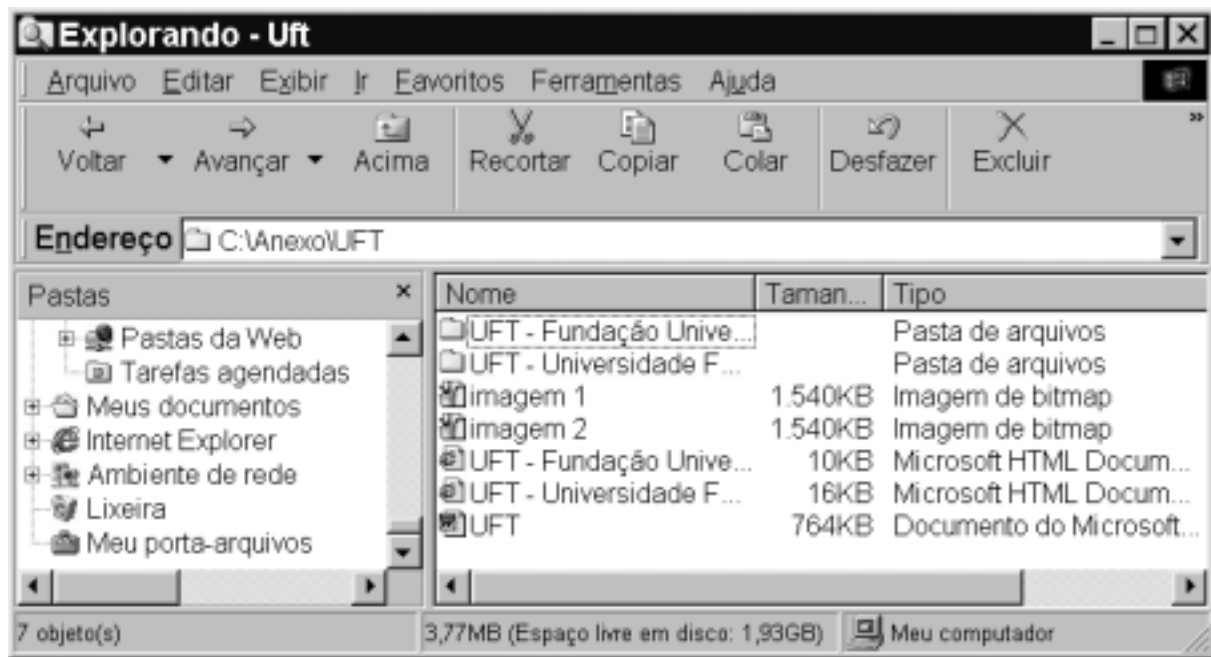 Explorando - Uft
Arquivo Editar Exibir Ir Favoritos Ferramentas Ajuda
Voltar Avançar Acima Recortar Copiar Colar Desfazer Excluir »
Endereço C:\Anexo\UFT
Pastas × Nome Taman... Tipo
Pastas da Web
Tarefas agendadas
Meus documentos
Internet Explorer
Ambiente de rede
Lixeira
Meu porta-arquivos
UFT - Fundação Unive... Pasta de arquivos
UFT - Universidade F... Pasta de arquivos
imagem 1 1.540KB Imagem de bitmap
imagem 2 1.540KB Imagem de bitmap
UFT - Fundação Unive... 10KB Microsoft HTML Docum...
UFT - Universidade F... 16KB Microsoft HTML Docum...
UFT 764KB Documento do Microsoft...
7 objeto(s) 3,77MB (Espaço livre em disco: 1,93GB) Meu computador